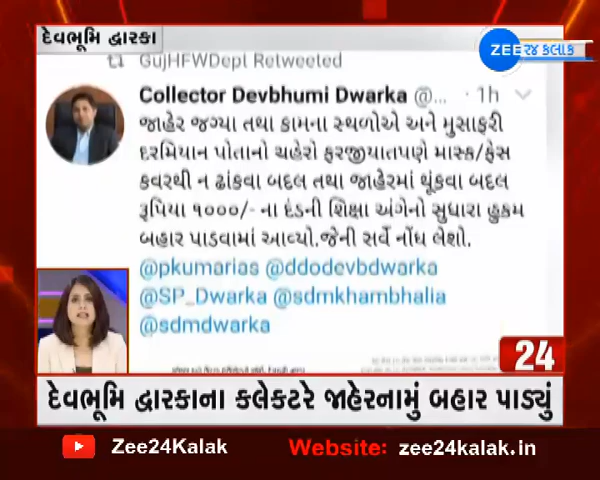 દેવભૂમિ દ્વારકા
ZEE ૨૪ કલાક
GujHFWDept Retweeted
Collector Devbhumi Dwarka @... · 1h
જાહેર જગ્યા તથા કામના સ્થળોએ અને મુસાફરી
દરમિયાન પોતાનો ચહેરો ફરજીયાતપણે માસ્ક/ફેસ
કવરથી ન ઢાંકવા બદલ તથા જાહેરમાં થૂંકવા બદલ
રૂપિયા ૧૦૦૦/- ના દંડની શિક્ષા અંગેનો સુધારા હુકમ
બહાર પાડવામાં આવ્યો.જેની સર્વે નોંધ લેશો.
@pkumarias @ddodevbdwarka
@SP_Dwarka @sdmkhambhalia
@sdmdwarka
24
દેવભૂમિ દ્વારકાના કલેકટરે જાહેરનામું બહાર પાડ્યું
Zee24Kalak Website: zee24kalak.in